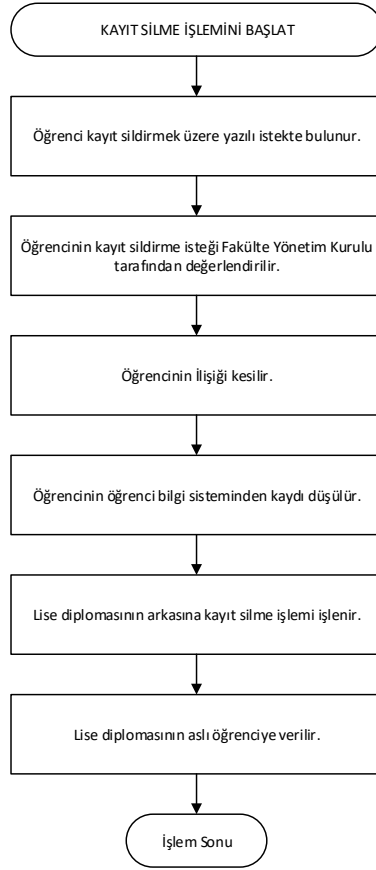 KAYIT SİLME İŞLEMİNİ BAŞLAT
Öğrenci kayıt sildirmek üzere yazılı istekte bulunur.
Öğrencinin kayıt sildirme isteği Fakülte Yönetim Kurulu
tarafından değerlendirilir.
Öğrencinin İlişiği kesilir.
Öğrencinin öğrenci bilgi sisteminden kaydı düşülür.
Lise diplomasının arkasına kayıt silme işlemi işlenir.
Lise diplomasının aslı öğrenciye verilir.
İşlem Sonu